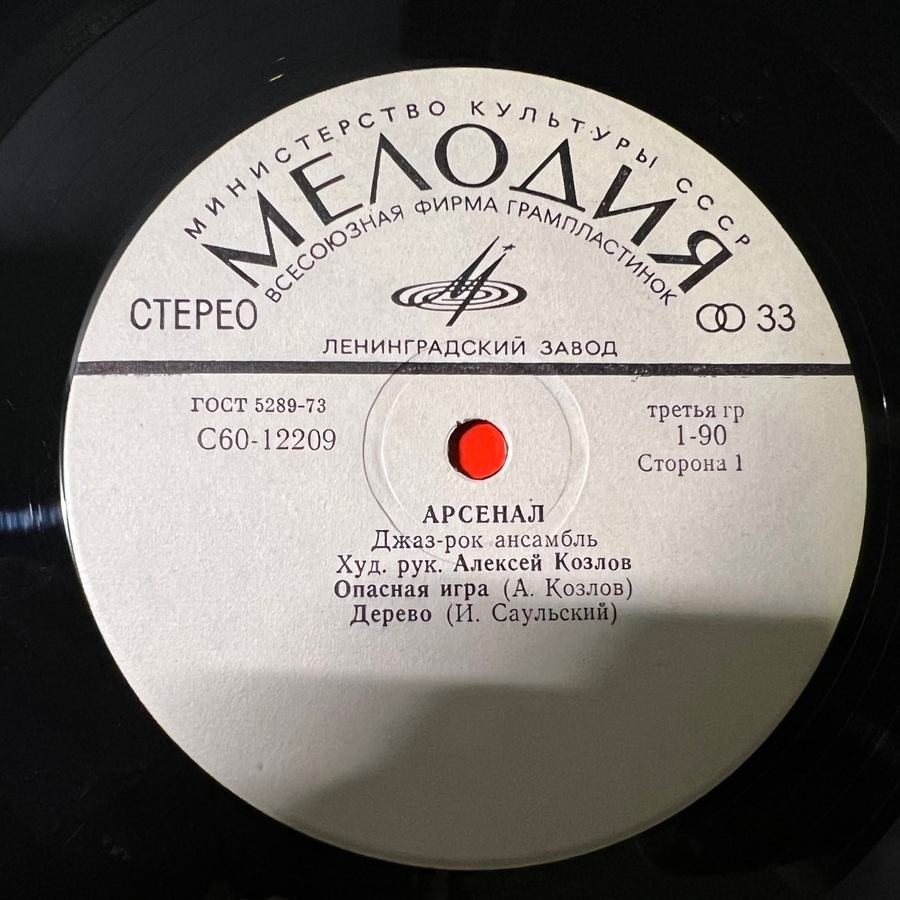 МИНИСТЕРСТВО КУЛЬТУРЫ СССР
МЕЛОДИЯ
ВСЕСОЮЗНАЯ ФИРМА ГРАМПЛАСТИНОК
СТЕРЕО
33
ЛЕНИНГРАДСКИЙ ЗАВОД
ГОСТ 5289-73
С60-12209
третья гр
1-90
Сторона 1
АРСЕНАЛ
Джаз-рок ансамбль
Худ. рук. Алексей Козлов
Опасная игра (А. Козлов)
Дерево (И. Саульский)